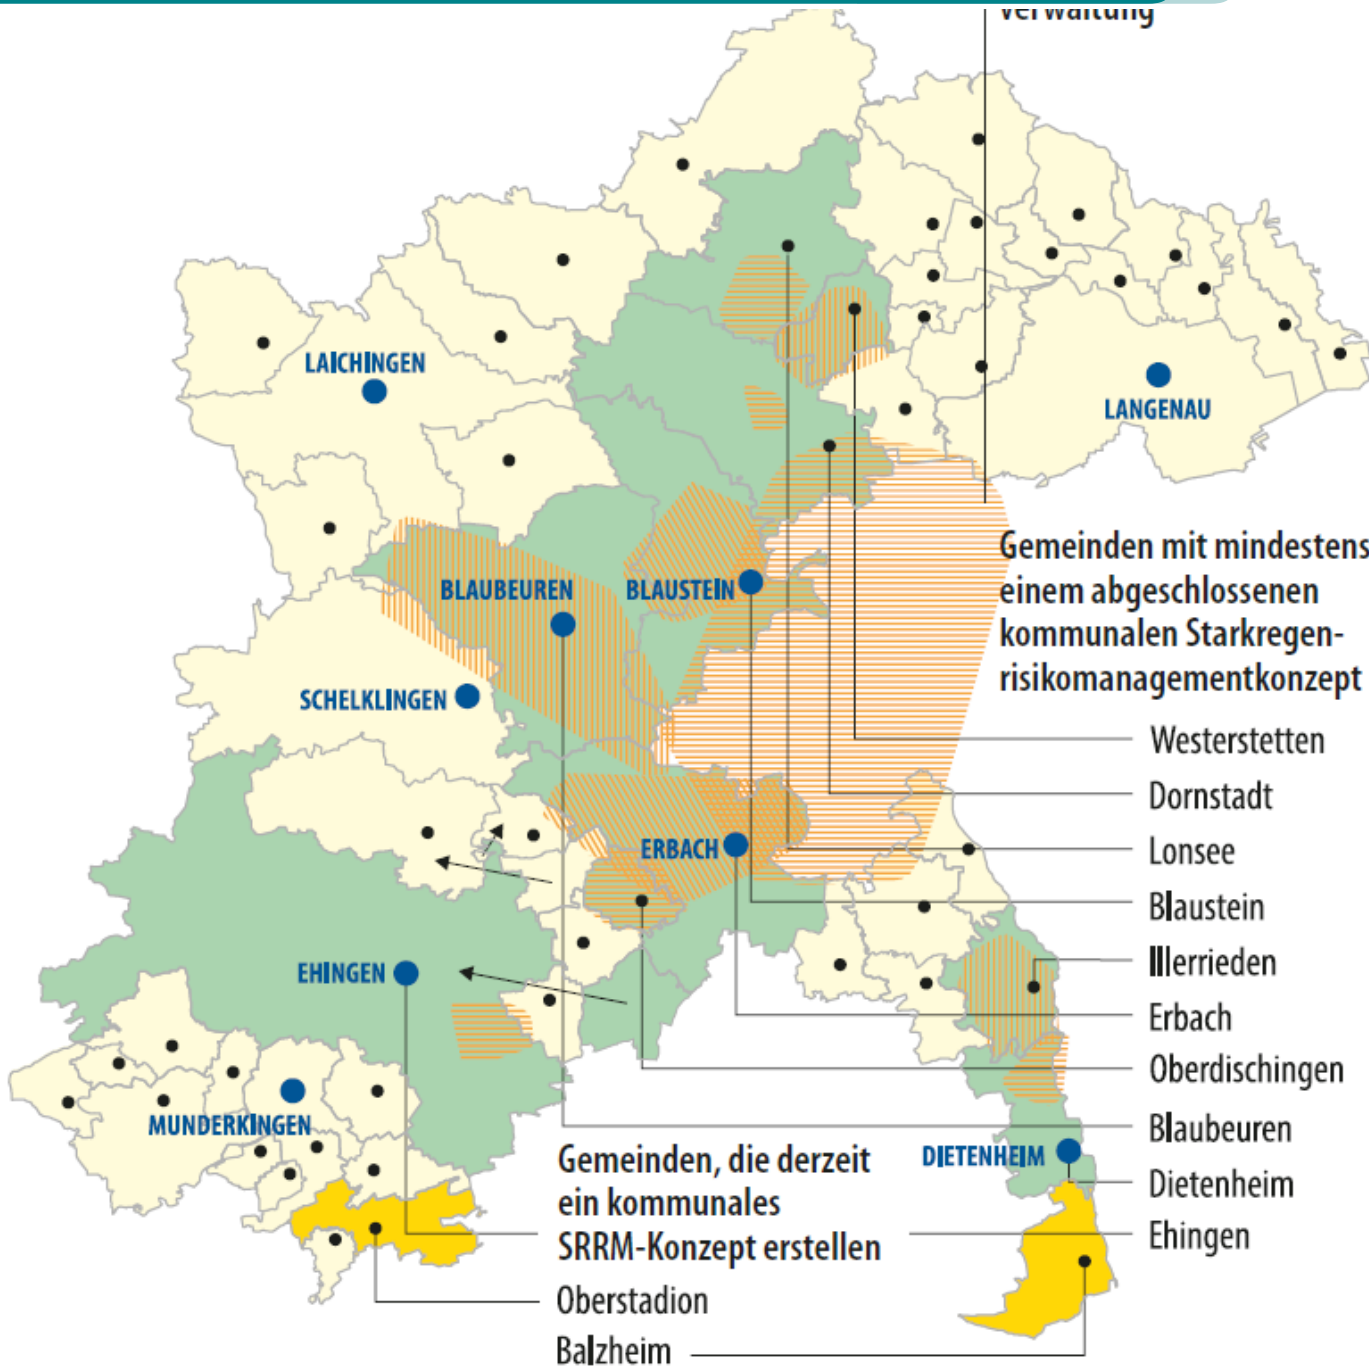 verwaltung
LAICHINGEN
LANGENAU
Gemeinden mit mindestens
einem abgeschlossenen
kommunalen Starkregen-
risikomanagementkonzept
BLAUBEUREN
BLAUSTEIN
SCHELKLINGEN
Westerstetten
Dornstadt
ERBACH
Lonsee
Blaustein
EHINGEN
Illerrieden
Erbach
Oberdischingen
MUNDERKINGEN
Blaubeuren
DIETENHEIM
Dietenheim
Ehingen
Gemeinden, die derzeit
ein kommunales
SRRM-Konzept erstellen
Oberstadion
Balzheim